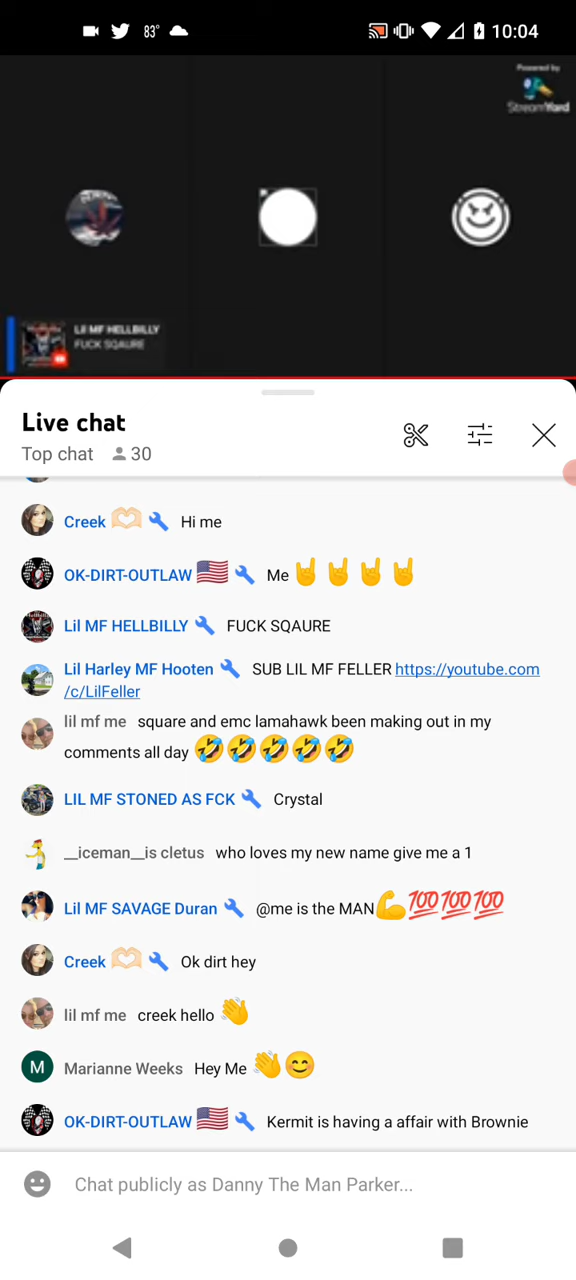 83° 10:04
Powered by
StreamYard
Lil MF HELLBILLY
FUCK SQAURE
Live chat
Top chat 30
Creek 🫶🏻 Hi me
OK-DIRT-OUTLAW 🇺🇸 Me 🤘🤘🤘🤘
Lil MF HELLBILLY FUCK SQAURE
Lil Harley MF Hooten SUB LIL MF FELLER https://youtube.com
/c/LilFeller
lil mf me square and emc lamahawk been making out in my
comments all day 🤣🤣🤣🤣🤣
LIL MF STONED AS FCK Crystal
__iceman__is cletus who loves my new name give me a 1
Lil MF SAVAGE Duran @me is the MAN💪💯💯💯
Creek 🫶🏻 Ok dirt hey
lil mf me creek hello 👋
M Marianne Weeks Hey Me 👋😊
OK-DIRT-OUTLAW 🇺🇸 Kermit is having a affair with Brownie
Chat publicly as Danny The Man Parker...